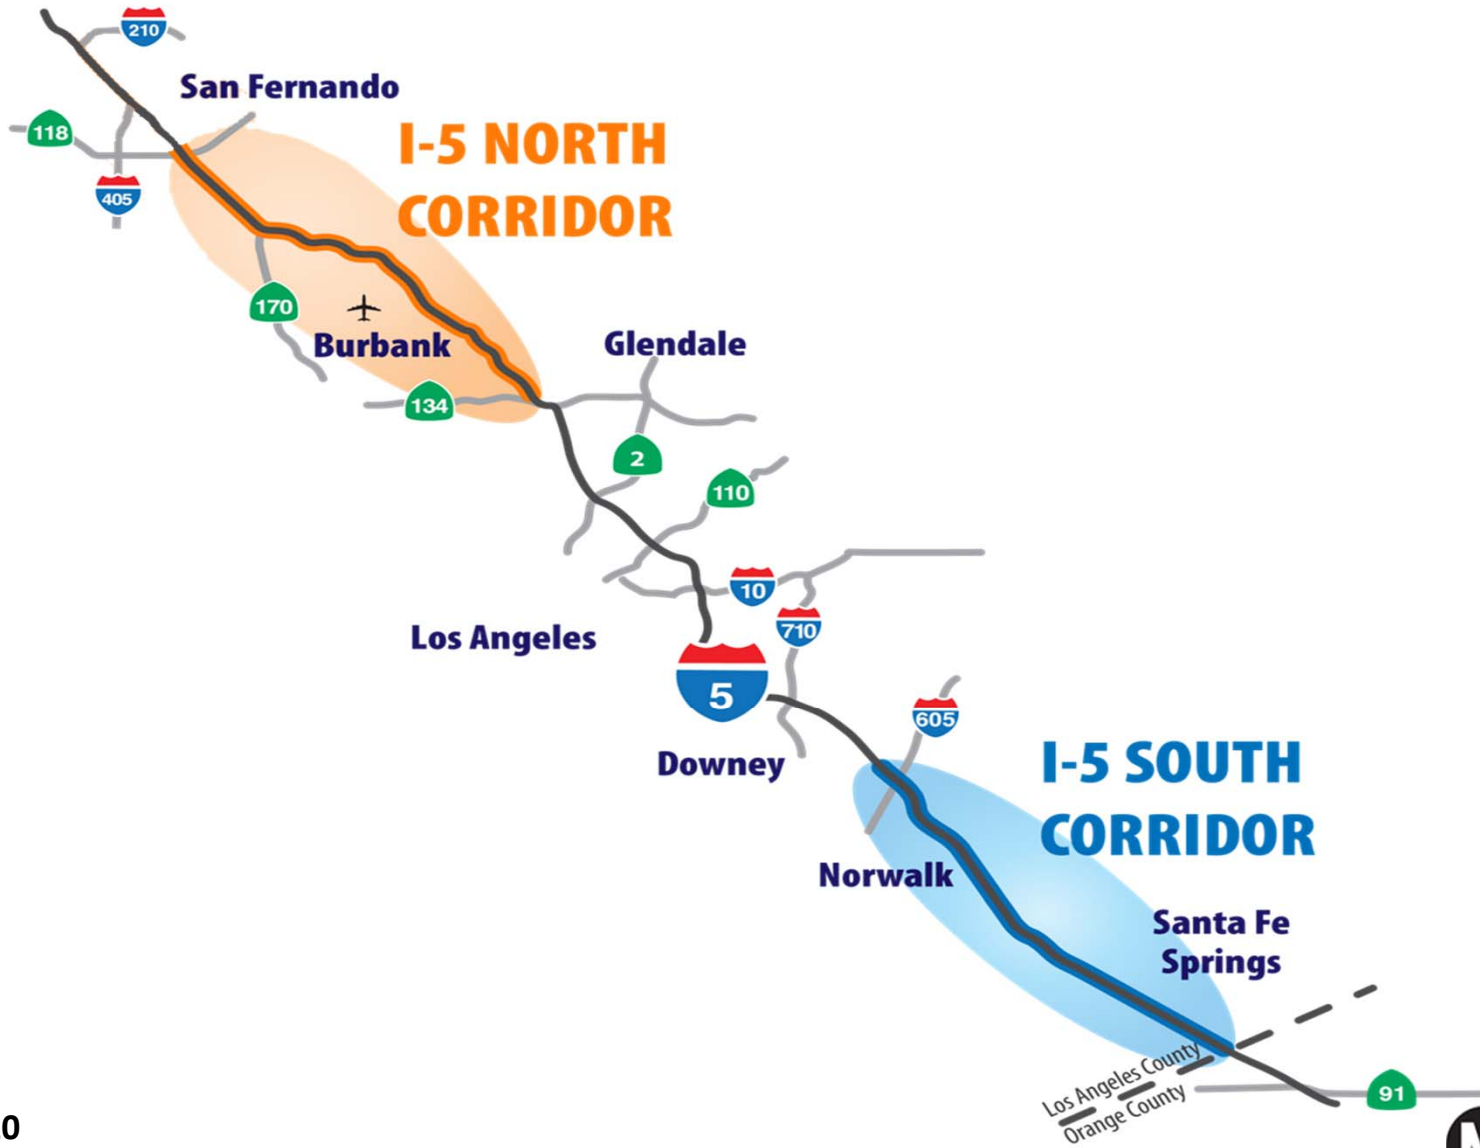 210
San Fernando
118
I-5 NORTH
CORRIDOR
405
170
Burbank
Glendale
134
2
110
10
Los Angeles
710
5
605
Downey
I-5 SOUTH
CORRIDOR
Norwalk
Santa Fe
Springs
Los Angeles County
Orange County
91